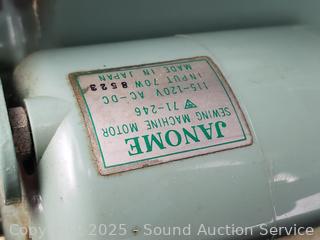 JANOME
SEWING MACHINE MOTOR
71-246
115-120V AC-DC
INPUT 70W 8523
MADE IN JAPAN
Copyright 2025 - Sound Auction Service